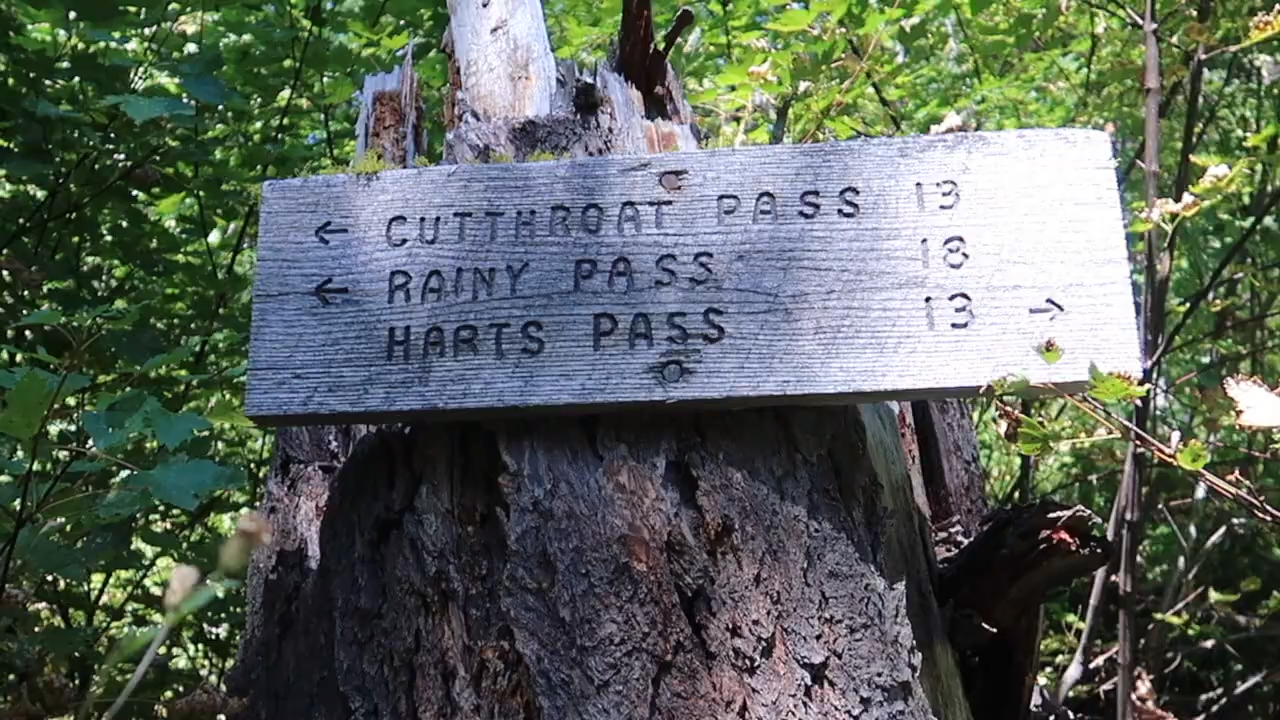 ← CUTTHROAT PASS 13
← RAINY PASS 18
HARTS PASS 13 →